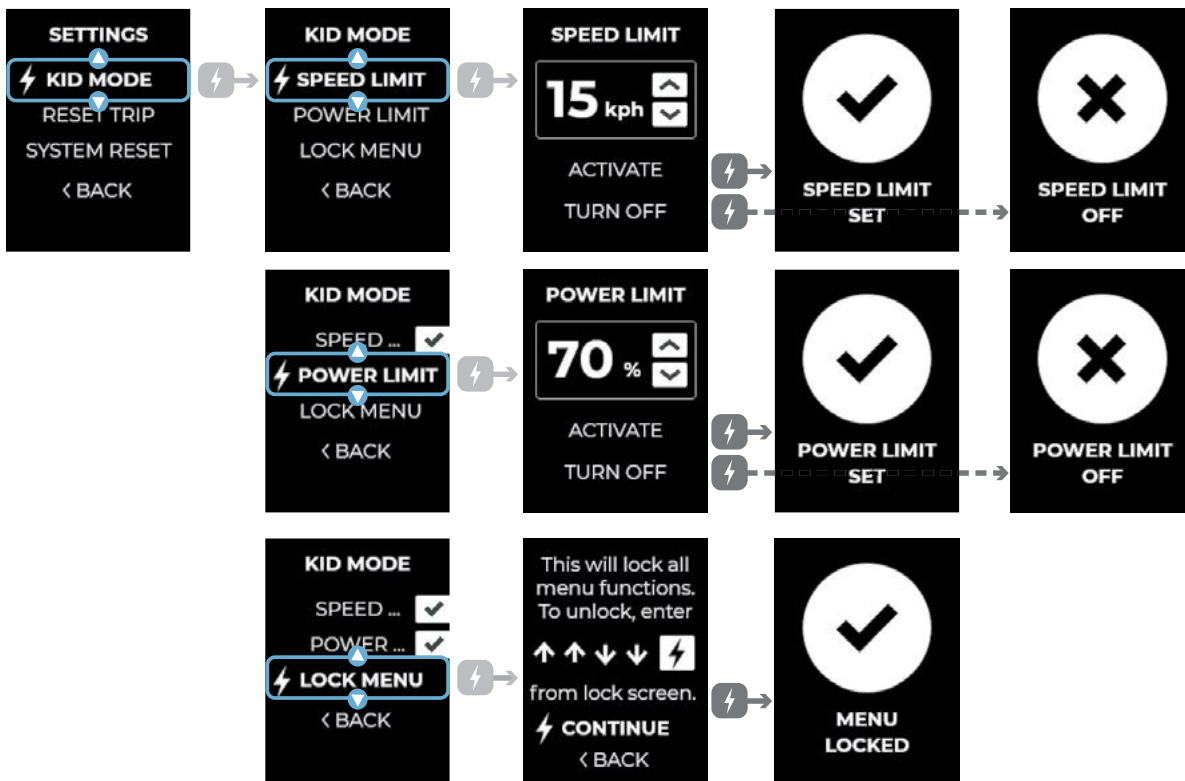 SETTINGS
KID MODE
RESET TRIP
SYSTEM RESET
< BACK
KID MODE
SPEED LIMIT
POWER LIMIT
LOCK MENU
< BACK
SPEED LIMIT
15 kph
ACTIVATE
TURN OFF
SPEED LIMIT
SET
SPEED LIMIT
OFF
KID MODE
SPEED ...
POWER LIMIT
LOCK MENU
< BACK
POWER LIMIT
70 %
ACTIVATE
TURN OFF
POWER LIMIT
SET
POWER LIMIT
OFF
KID MODE
SPEED ...
POWER ...
LOCK MENU
< BACK
This will lock all
menu functions.
To unlock, enter
↑ ↑ ↓ ↓
from lock screen.
CONTINUE
< BACK
MENU
LOCKED